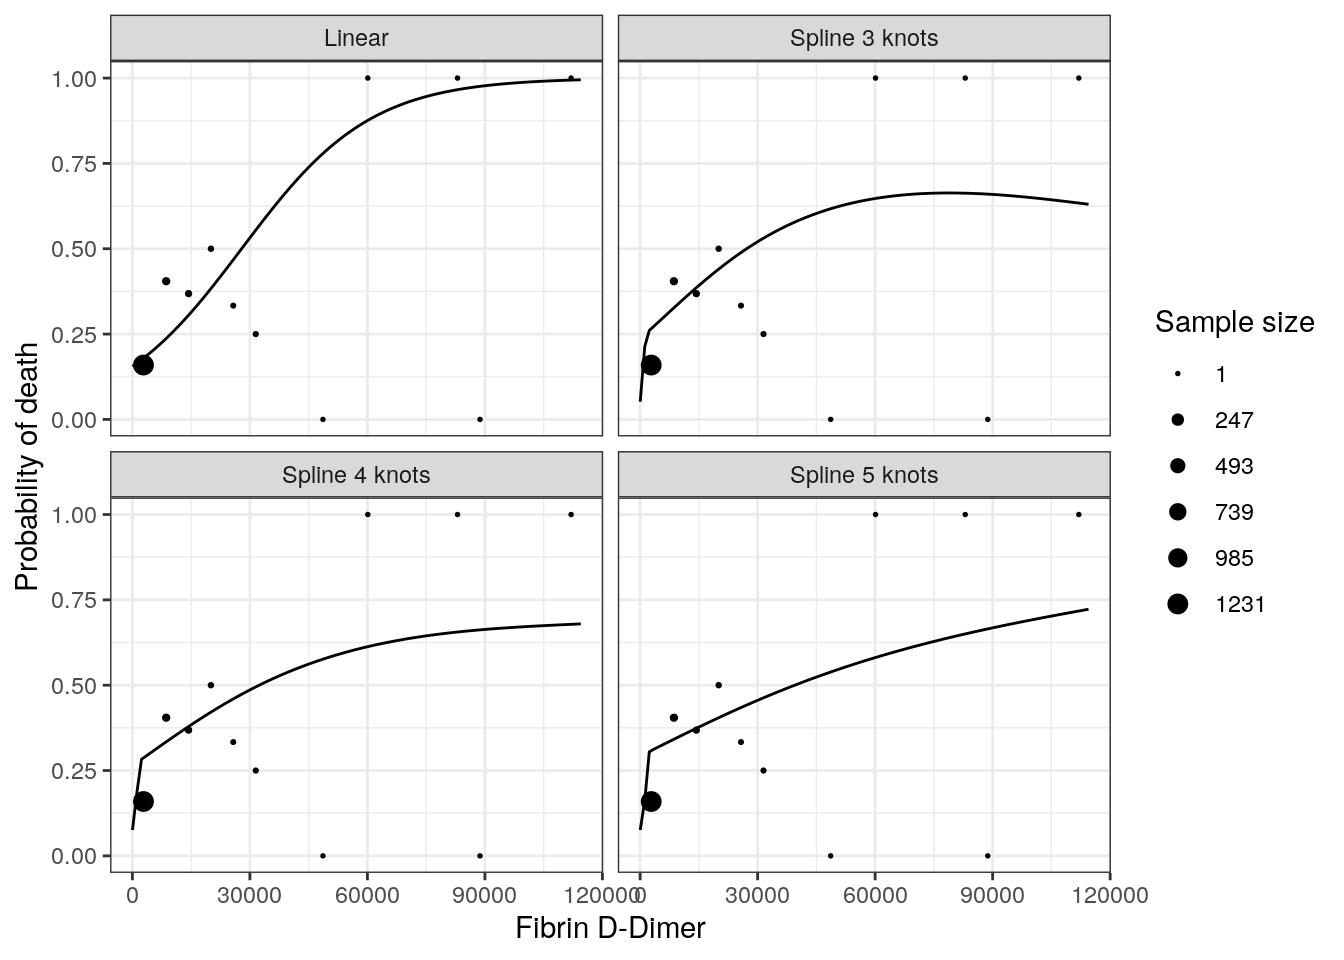 Linear
Spline 3 knots
1.00
0.75
0.50
0.25
0.00
Spline 4 knots
Spline 5 knots
1.00
0.75
0.50
0.25
0.00
0 30000 60000 90000 120000
0 30000 60000 90000 120000
Fibrin D-Dimer
Probability of death
Sample size
1
247
493
739
985
1231